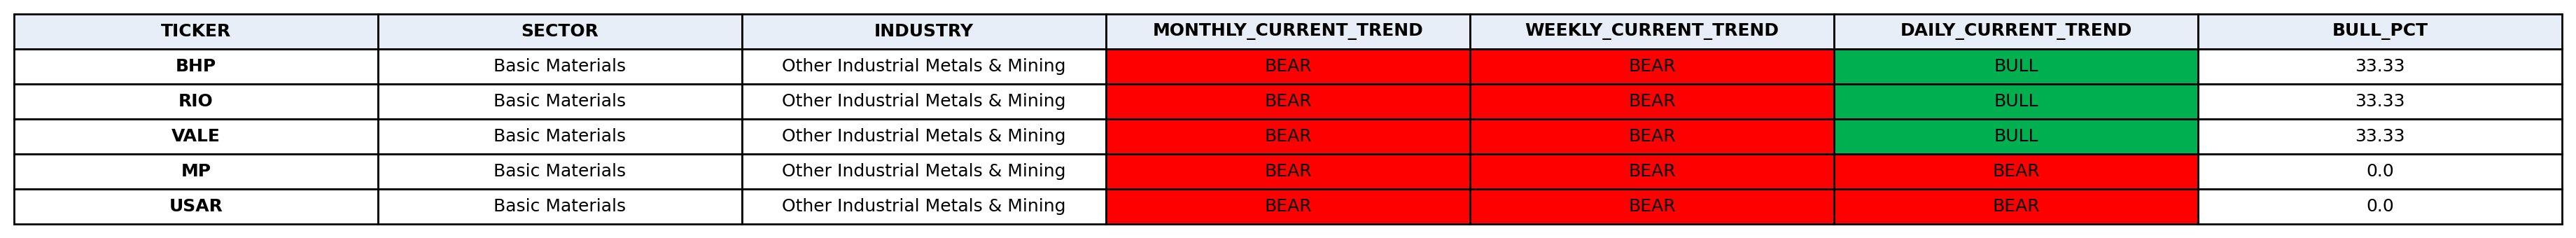 TICKER SECTOR INDUSTRY MONTHLY_CURRENT_TREND WEEKLY_CURRENT_TREND DAILY_CURRENT_TREND BULL_PCT
BHP Basic Materials Other Industrial Metals & Mining BEAR BEAR BULL 33.33
RIO Basic Materials Other Industrial Metals & Mining BEAR BEAR BULL 33.33
VALE Basic Materials Other Industrial Metals & Mining BEAR BEAR BULL 33.33
MP Basic Materials Other Industrial Metals & Mining BEAR BEAR BEAR 0.0
USAR Basic Materials Other Industrial Metals & Mining BEAR BEAR BEAR 0.0